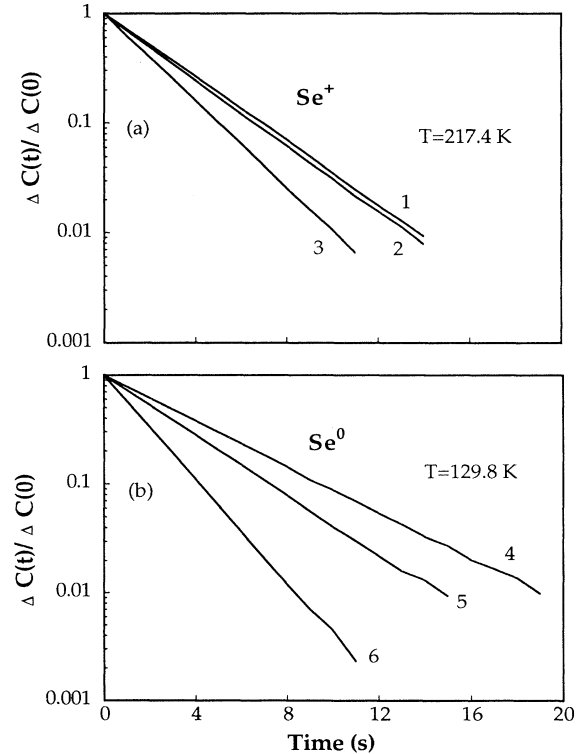 1
0.1
0.01
0.001
Δ C(t)/ Δ C(0)
Se⁺
(a)
T=217.4 K
1
2
3
1
0.1
0.01
0.001
Δ C(t)/ Δ C(0)
Se⁰
(b)
T=129.8 K
4
5
6
0 4 8 12 16 20
Time (s)